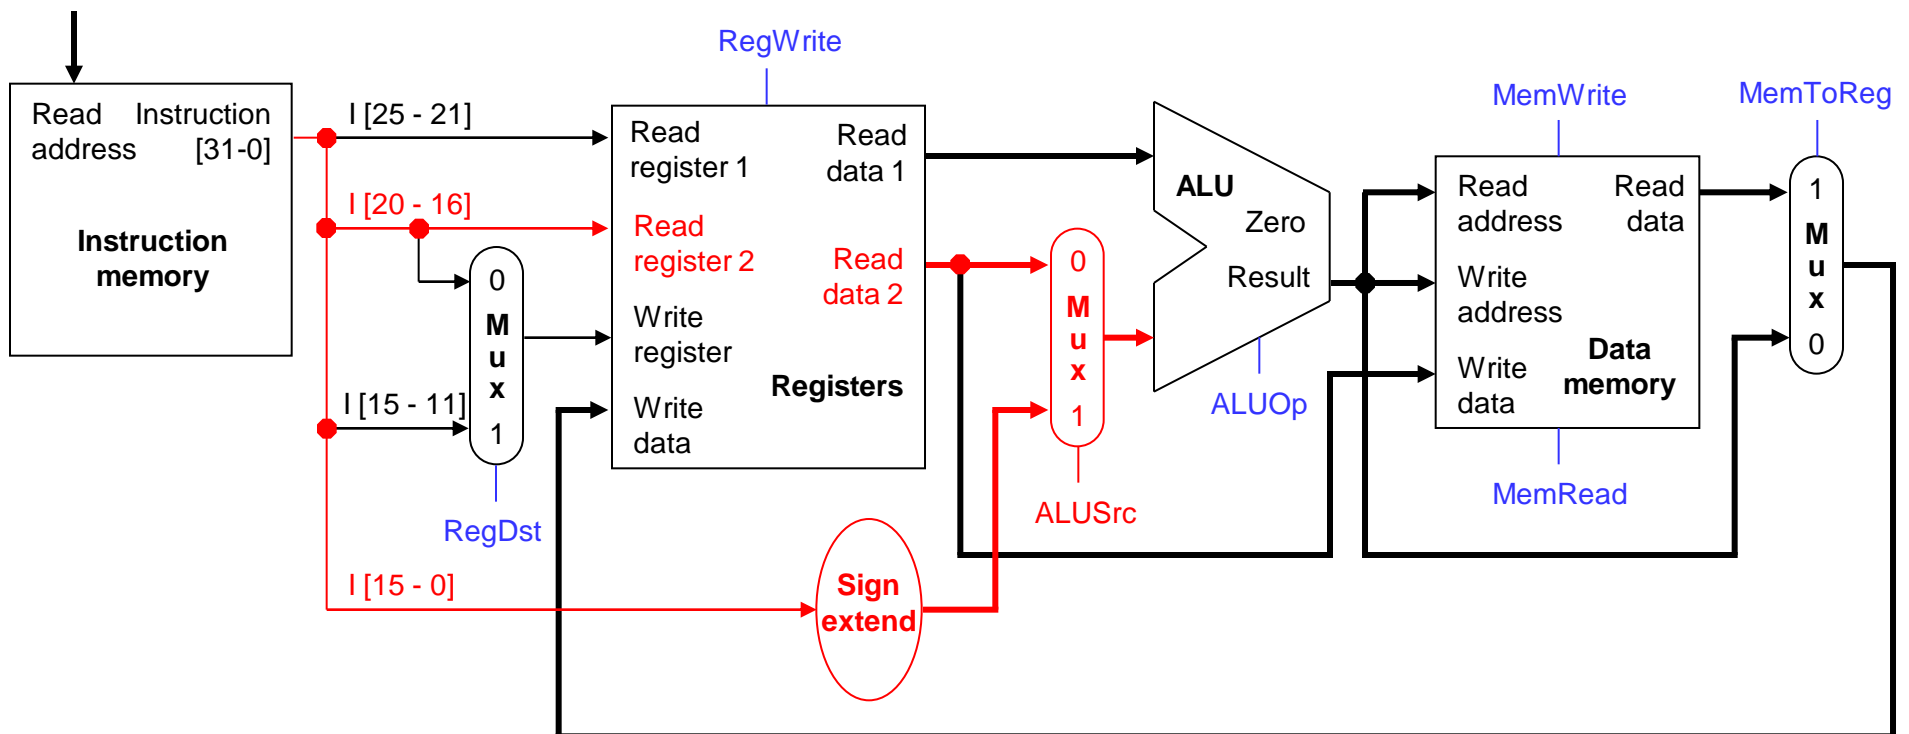 RegWrite
MemWrite
MemToReg
Read Instruction
address [31-0]
Instruction
memory
I [25 - 21]
I [20 - 16]
I [15 - 11]
I [15 - 0]
0
M
u
x
1
RegDst
Read
register 1
Read
data 1
Read
register 2
Read
data 2
Write
register
Registers
Write
data
Sign
extend
0
M
u
x
1
ALUSrc
ALU
Zero
Result
ALUOp
Read
address
Read
data
Write
address
Data
memory
Write
data
MemRead
1
M
u
x
0